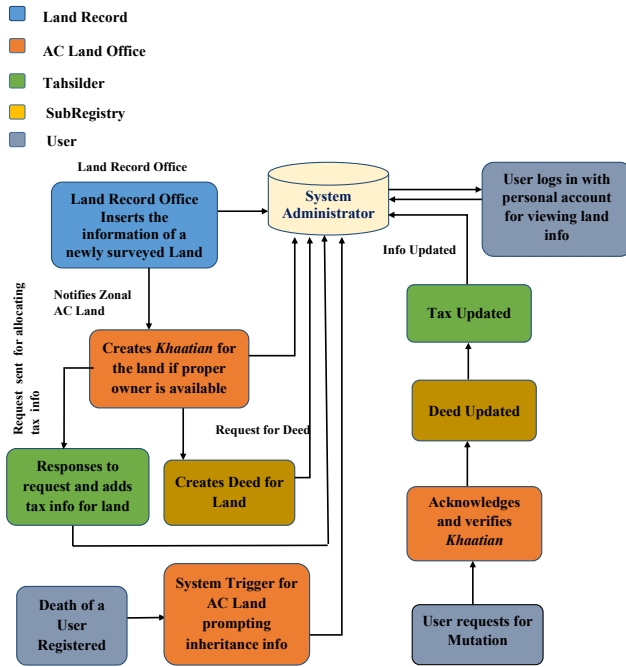 Land Record
AC Land Office
Tahsilder
SubRegistry
User
Land Record Office
Land Record Office
Inserts the
information of a
newly surveyed Land
System
Administrator
User logs in with
personal account
for viewing land
info
Info Updated
Notifies Zonal
AC Land
Tax Updated
Request sent for allocating
tax info
Creates Khaatian for
the land if proper
owner is available
Deed Updated
Request for Deed
Responses to
request and adds
tax info for land
Creates Deed for
Land
Acknowledges
and verifies
Khaatian
Death of a
User
Registered
System Trigger for
AC Land
prompting
inheritance info
User requests for
Mutation